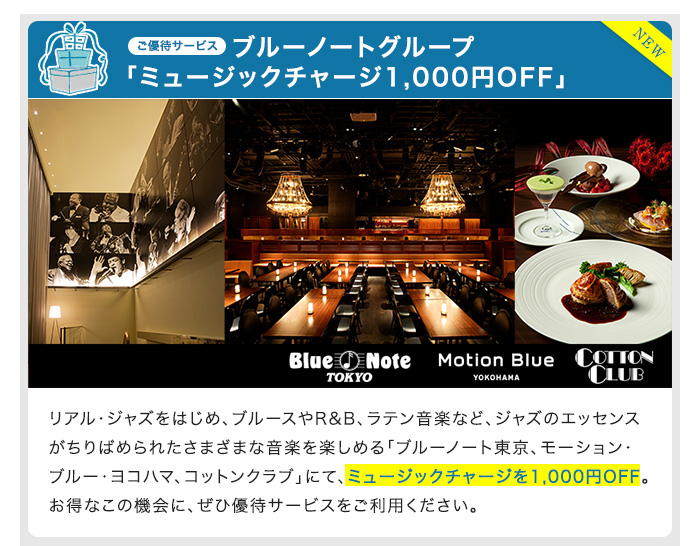 ご優待サービス ブルーノートグループ
「ミュージックチャージ1,000円OFF」
NEW
Blue Note
TOKYO
Motion Blue
YOKOHAMA
COTTON
CLUB
リアル・ジャズをはじめ、ブルースやR&B、ラテン音楽など、ジャズのエッセンス
がちりばめられたさまざまな音楽を楽しめる「ブルーノート東京、モーション・
ブルー・ヨコハマ、コットンクラブ」にて、ミュージックチャージを1,000円OFF。
お得なこの機会に、ぜひ優待サービスをご利用ください。